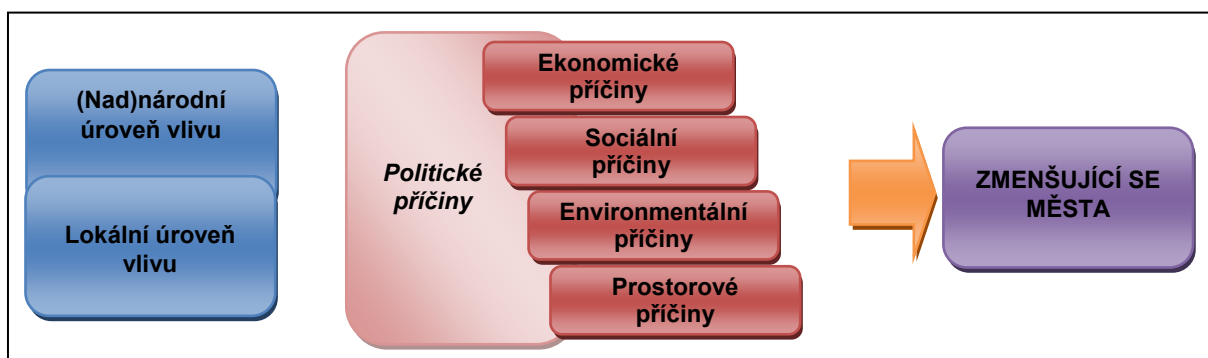 (Nad)národní
úroveň vlivu
Lokální úroveň
vlivu
Politické
příčiny
Ekonomické
příčiny
Sociální
příčiny
Environmentální
příčiny
Prostorové
příčiny
ZMENŠUJÍCÍ SE
MĚSTA